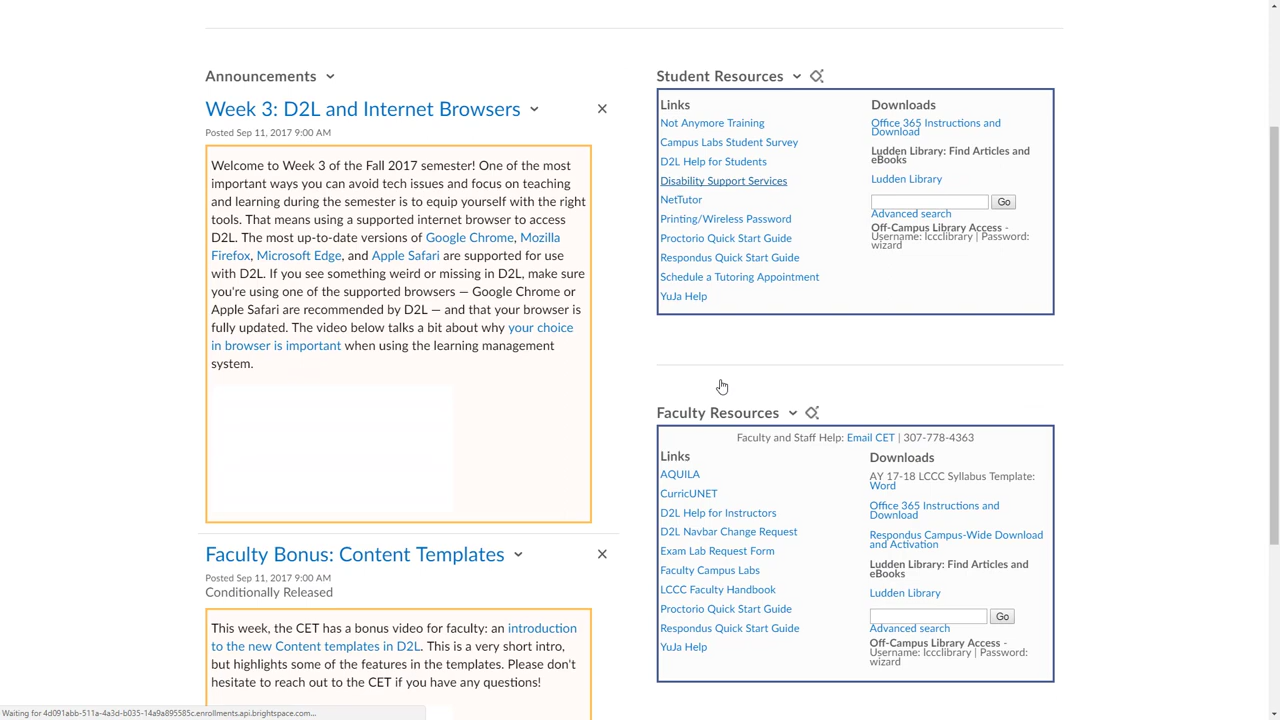 Announcements
Week 3: D2L and Internet Browsers
Posted Sep 11, 2017 9:00 AM
Welcome to Week 3 of the Fall 2017 semester! One of the most
important ways you can avoid tech issues and focus on teaching
and learning during the semester is to equip yourself with the right
tools. That means using a supported internet browser to access
D2L. The most up-to-date versions of Google Chrome, Mozilla
Firefox, Microsoft Edge, and Apple Safari are supported for use
with D2L. If you see something weird or missing in D2L, make sure
you're using one of the supported browsers — Google Chrome or
Apple Safari are recommended by D2L — and that your browser is
fully updated. The video below talks a bit about why your choice
in browser is important when using the learning management
system.
Faculty Bonus: Content Templates
Posted Sep 11, 2017 9:00 AM
Conditionally Released
This week, the CET has a bonus video for faculty: an introduction
to the new Content templates in D2L. This is a very short intro,
but highlights some of the features in the templates. Please don't
hesitate to reach out to the CET if you have any questions!
Student Resources
Links
Not Anymore Training
Campus Labs Student Survey
D2L Help for Students
Disability Support Services
NetTutor
Printing/Wireless Password
Proctorio Quick Start Guide
Respondus Quick Start Guide
Schedule a Tutoring Appointment
YuJa Help
Downloads
Office 365 Instructions and
Download
Ludden Library: Find Articles and
eBooks
Ludden Library
Go
Advanced search
Off-Campus Library Access -
Username: lccclibrary | Password:
wizard
Faculty Resources
Faculty and Staff Help: Email CET | 307-778-4363
Links
AQUILA
CurricUNET
D2L Help for Instructors
D2L Navbar Change Request
Exam Lab Request Form
Faculty Campus Labs
LCCC Faculty Handbook
Proctorio Quick Start Guide
Respondus Quick Start Guide
YuJa Help
Downloads
AY 17-18 LCCC Syllabus Template:
Word
Office 365 Instructions and
Download
Respondus Campus-Wide Download
and Activation
Ludden Library: Find Articles and
eBooks
Ludden Library
Go
Advanced search
Off-Campus Library Access -
Username: lccclibrary | Password:
wizard
Waiting for 4d091abb-511a-4a3d-b035-14a9a895585c.enrollments.api.brightspace.com...